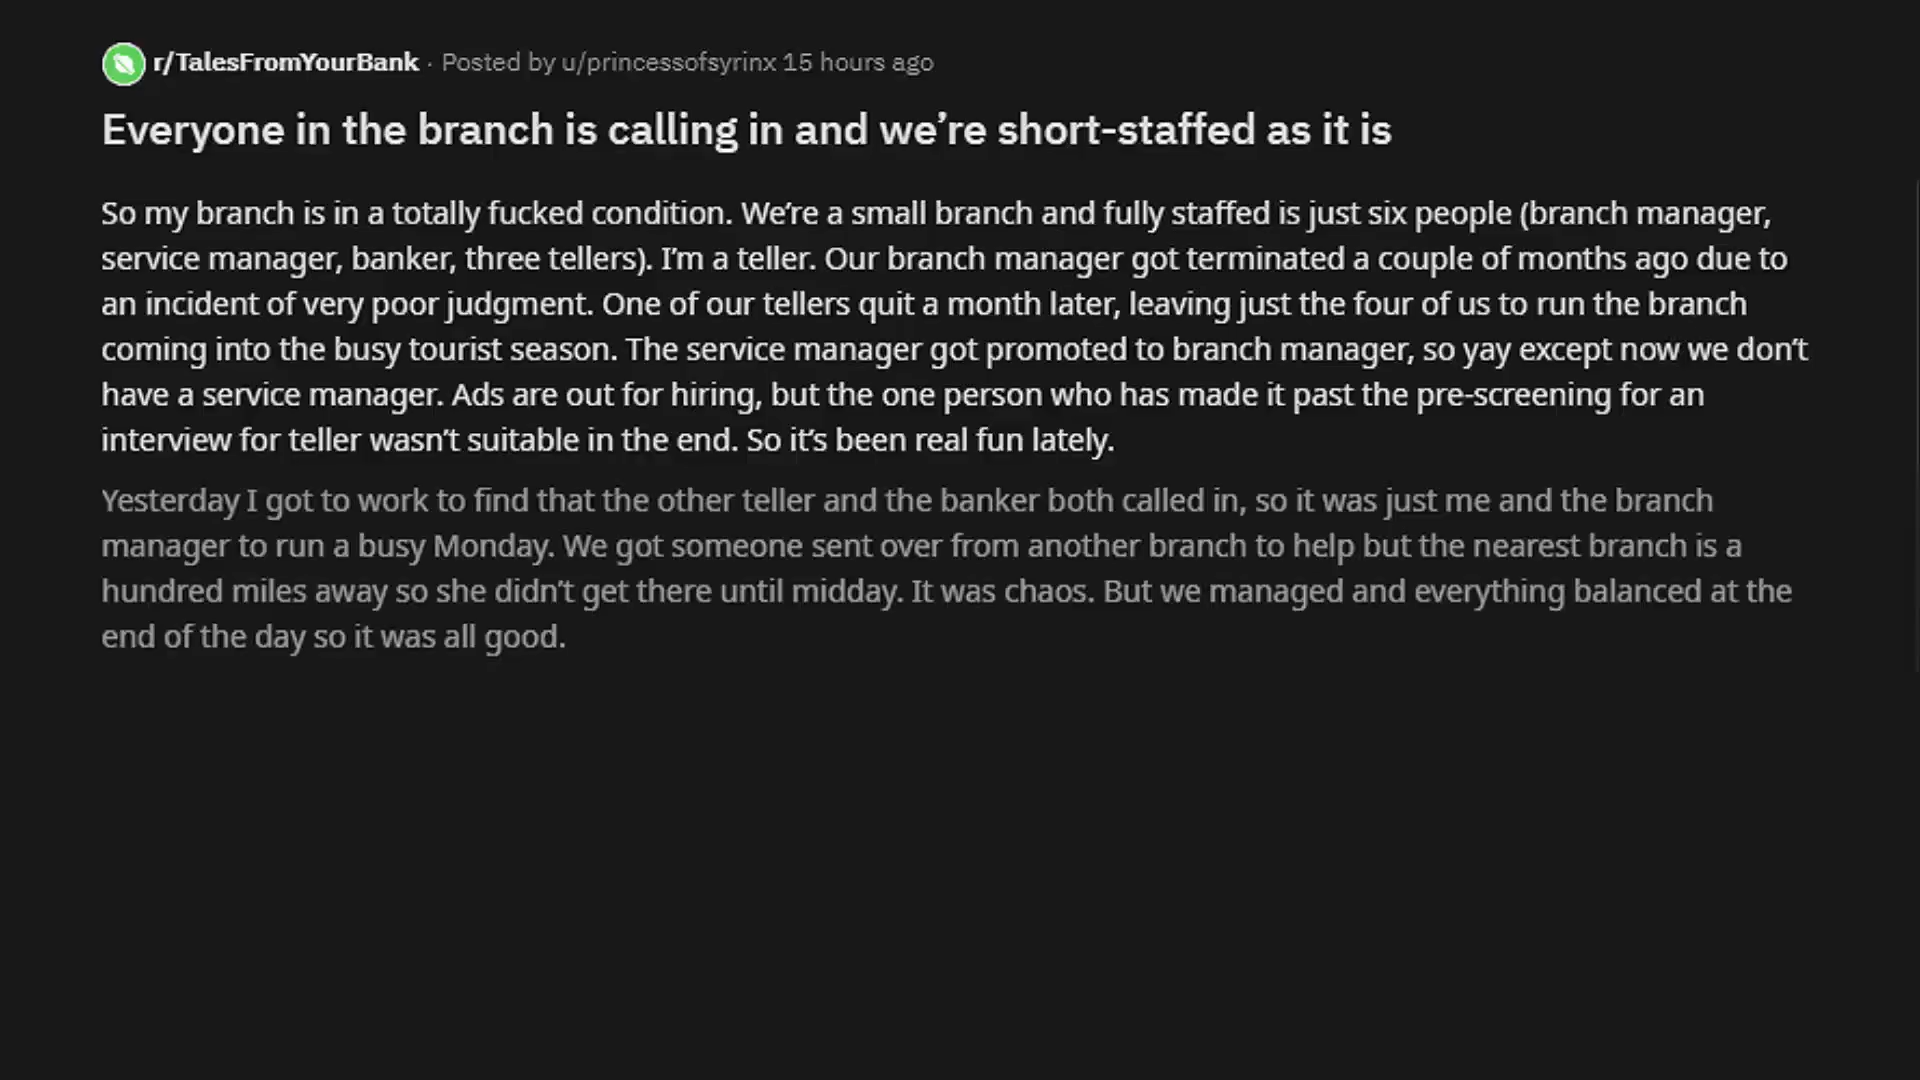 r/TalesFromYourBank · Posted by u/princessofsyrinx 15 hours ago
Everyone in the branch is calling in and we’re short-staffed as it is
So my branch is in a totally fucked condition. We’re a small branch and fully staffed is just six people (branch manager,
service manager, banker, three tellers). I’m a teller. Our branch manager got terminated a couple of months ago due to
an incident of very poor judgment. One of our tellers quit a month later, leaving just the four of us to run the branch
coming into the busy tourist season. The service manager got promoted to branch manager, so yay except now we don’t
have a service manager. Ads are out for hiring, but the one person who has made it past the pre-screening for an
interview for teller wasn’t suitable in the end. So it’s been real fun lately.
Yesterday I got to work to find that the other teller and the banker both called in, so it was just me and the branch
manager to run a busy Monday. We got someone sent over from another branch to help but the nearest branch is a
hundred miles away so she didn’t get there until midday. It was chaos. But we managed and everything balanced at the
end of the day so it was all good.